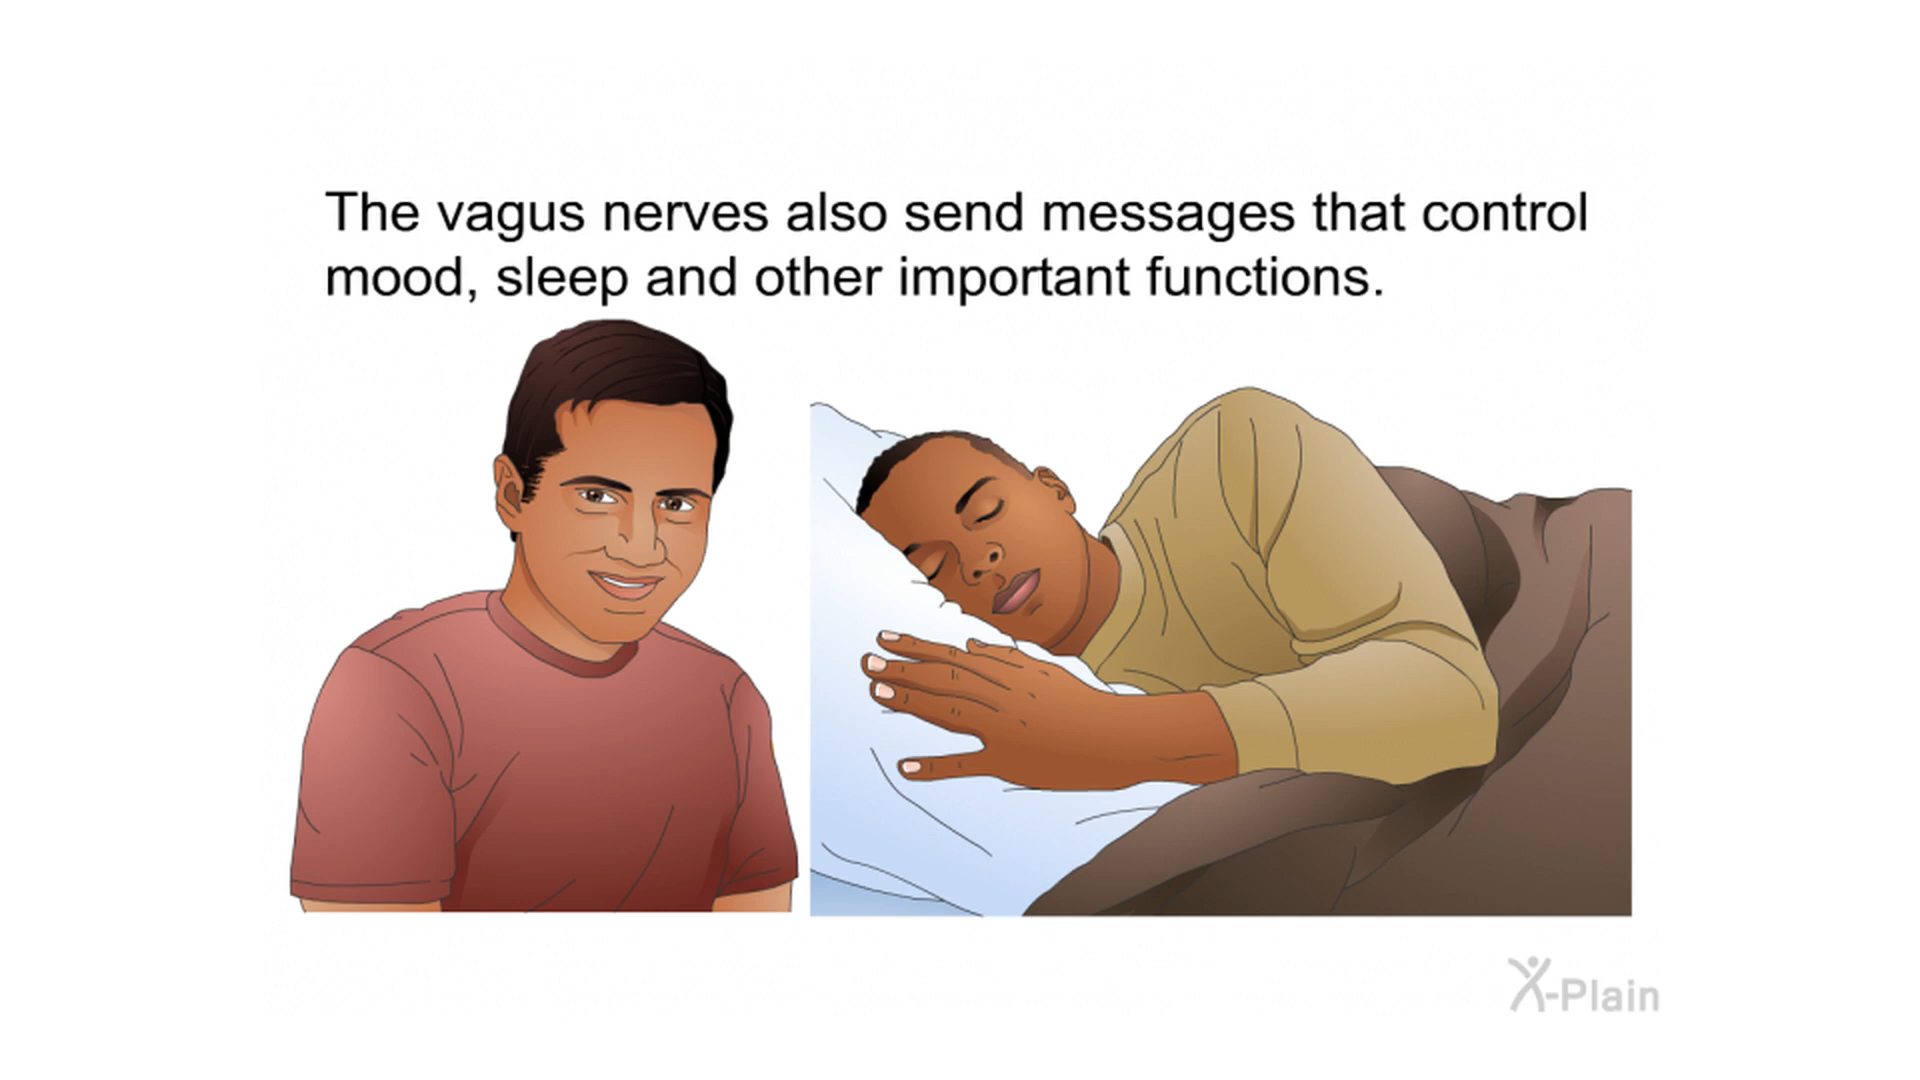 The vagus nerves also send messages that control
mood, sleep and other important functions.
X-Plain